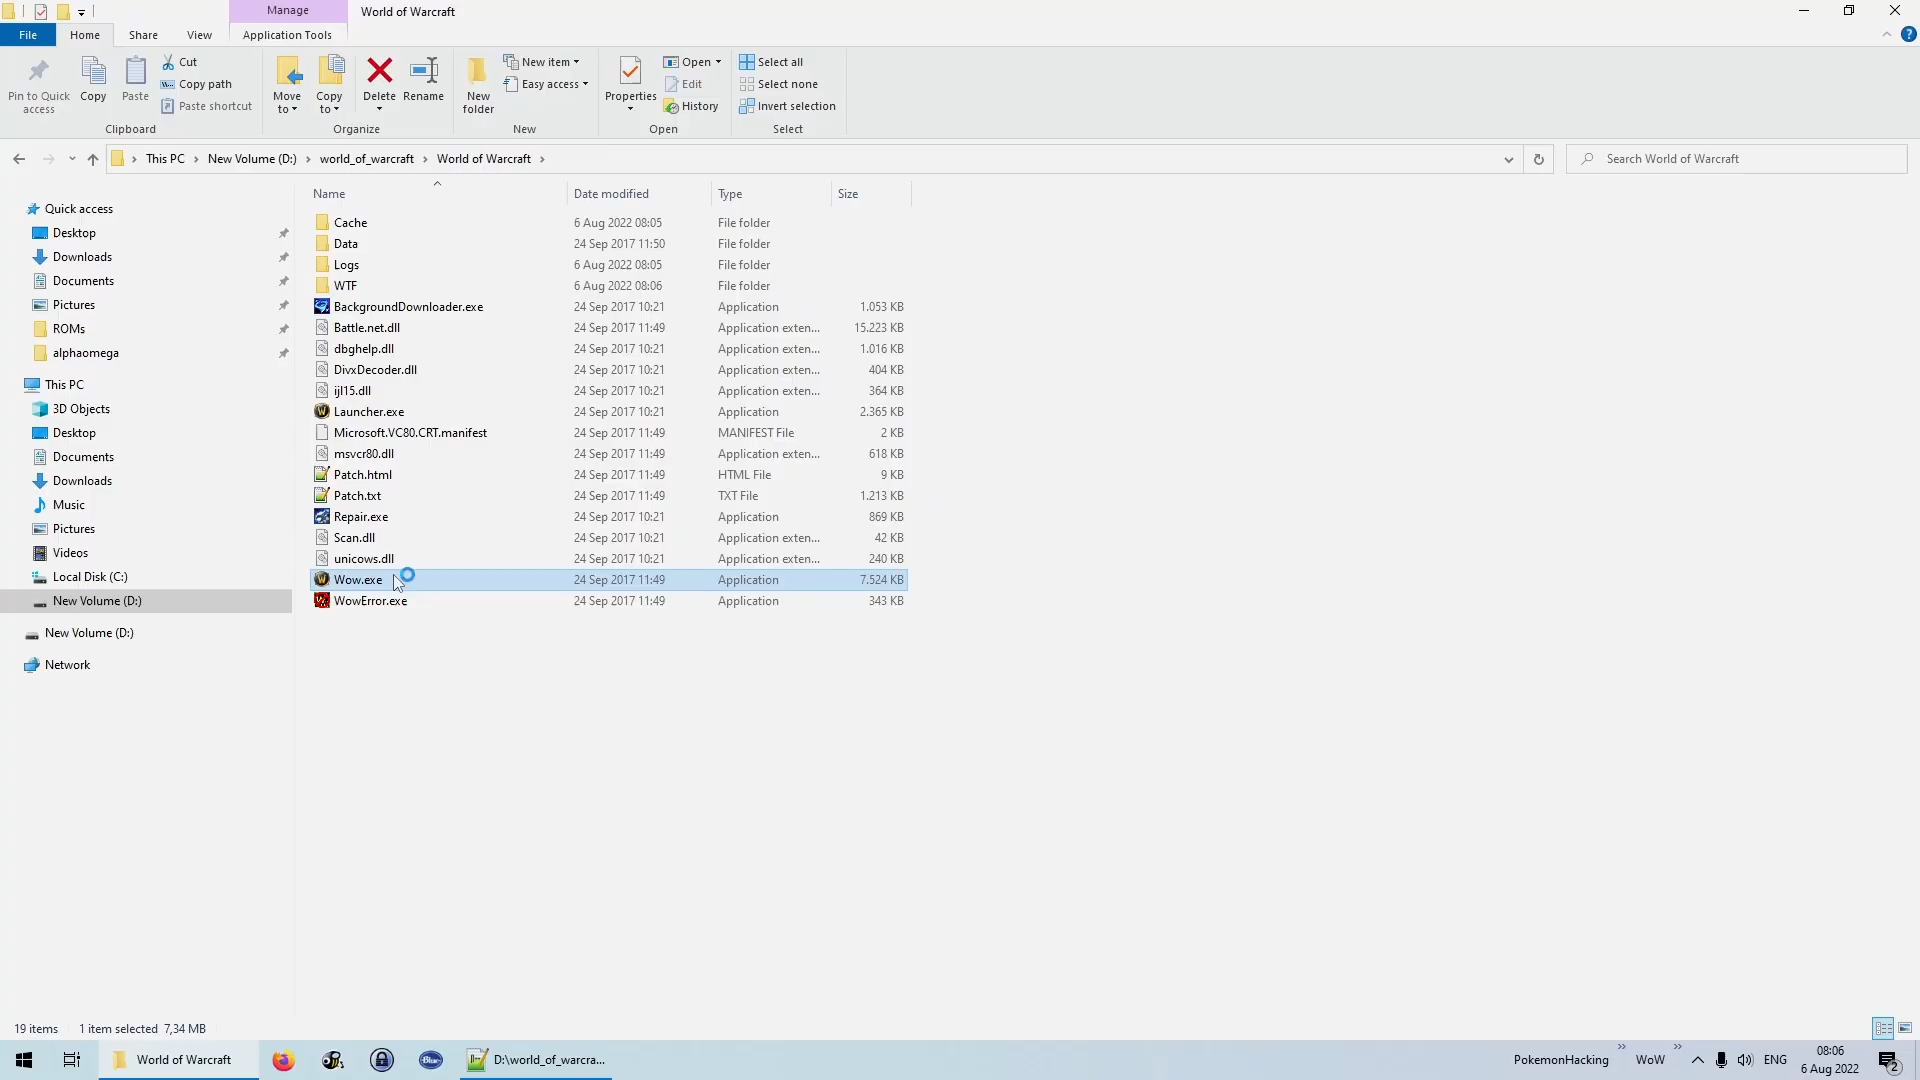 Manage
World of Warcraft
File
Home
Share
View
Application Tools
Pin to Quick access
Copy
Paste
Cut
Copy path
Paste shortcut
Clipboard
Move to
Copy to
Delete
Rename
Organize
New folder
New item
Easy access
New
Properties
Open
Edit
History
Open
Select all
Select none
Invert selection
Select
This PC > New Volume (D:) > world_of_warcraft > World of Warcraft >
Search World of Warcraft
Quick access
Desktop
Downloads
Documents
Pictures
ROMs
alphaomega
This PC
3D Objects
Desktop
Documents
Downloads
Music
Pictures
Videos
Local Disk (C:)
New Volume (D:)
New Volume (D:)
Network
Name Date modified Type Size
Cache 6 Aug 2022 08:05 File folder
Data 24 Sep 2017 11:50 File folder
Logs 6 Aug 2022 08:05 File folder
WTF 6 Aug 2022 08:06 File folder
BackgroundDownloader.exe 24 Sep 2017 10:21 Application 1.053 KB
Battle.net.dll 24 Sep 2017 11:49 Application exten... 15.223 KB
dbghelp.dll 24 Sep 2017 10:21 Application exten... 1.016 KB
DivxDecoder.dll 24 Sep 2017 10:21 Application exten... 404 KB
ijl15.dll 24 Sep 2017 10:21 Application exten... 364 KB
Launcher.exe 24 Sep 2017 10:21 Application 2.365 KB
Microsoft.VC80.CRT.manifest 24 Sep 2017 11:49 MANIFEST File 2 KB
msvcr80.dll 24 Sep 2017 11:49 Application exten... 618 KB
Patch.html 24 Sep 2017 11:49 HTML File 9 KB
Patch.txt 24 Sep 2017 11:49 TXT File 1.213 KB
Repair.exe 24 Sep 2017 10:21 Application 869 KB
Scan.dll 24 Sep 2017 10:21 Application exten... 42 KB
unicows.dll 24 Sep 2017 10:21 Application exten... 240 KB
Wow.exe 24 Sep 2017 11:49 Application 7.524 KB
WowError.exe 24 Sep 2017 11:49 Application 343 KB
19 items 1 item selected 7,34 MB
World of Warcraft
Blue
D:\world_of_warcra...
PokemonHacking
WoW
ENG
08:06
6 Aug 2022
2